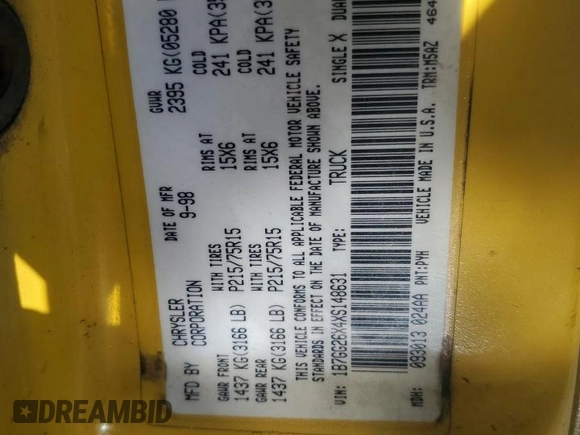 MFD BY CHRYSLER CORPORATION
DATE OF MFR 9-98
GVWR 2395 KG(05280
GAWR FRONT WITH TIRES RIMS AT COLD
1437 KG(3166 LB) P215/75R15 15X6 241 KPA(3
GAWR REAR WITH TIRES RIMS AT COLD
1437 KG(3166 LB) P215/75R15 15X6 241 KPA(3
THIS VEHICLE CONFORMS TO ALL APPLICABLE FEDERAL MOTOR VEHICLE SAFETY
STANDARDS IN EFFECT ON THE DATE OF MANUFACTURE SHOWN ABOVE.
VIN: 1B7GG26X4XS148631 TYPE: TRUCK SINGLE X DUAL
MDH: 093013 024AA PNT:PYH VEHICLE MADE IN U.S.A. TRM:M5AZ 464
DREAMBID